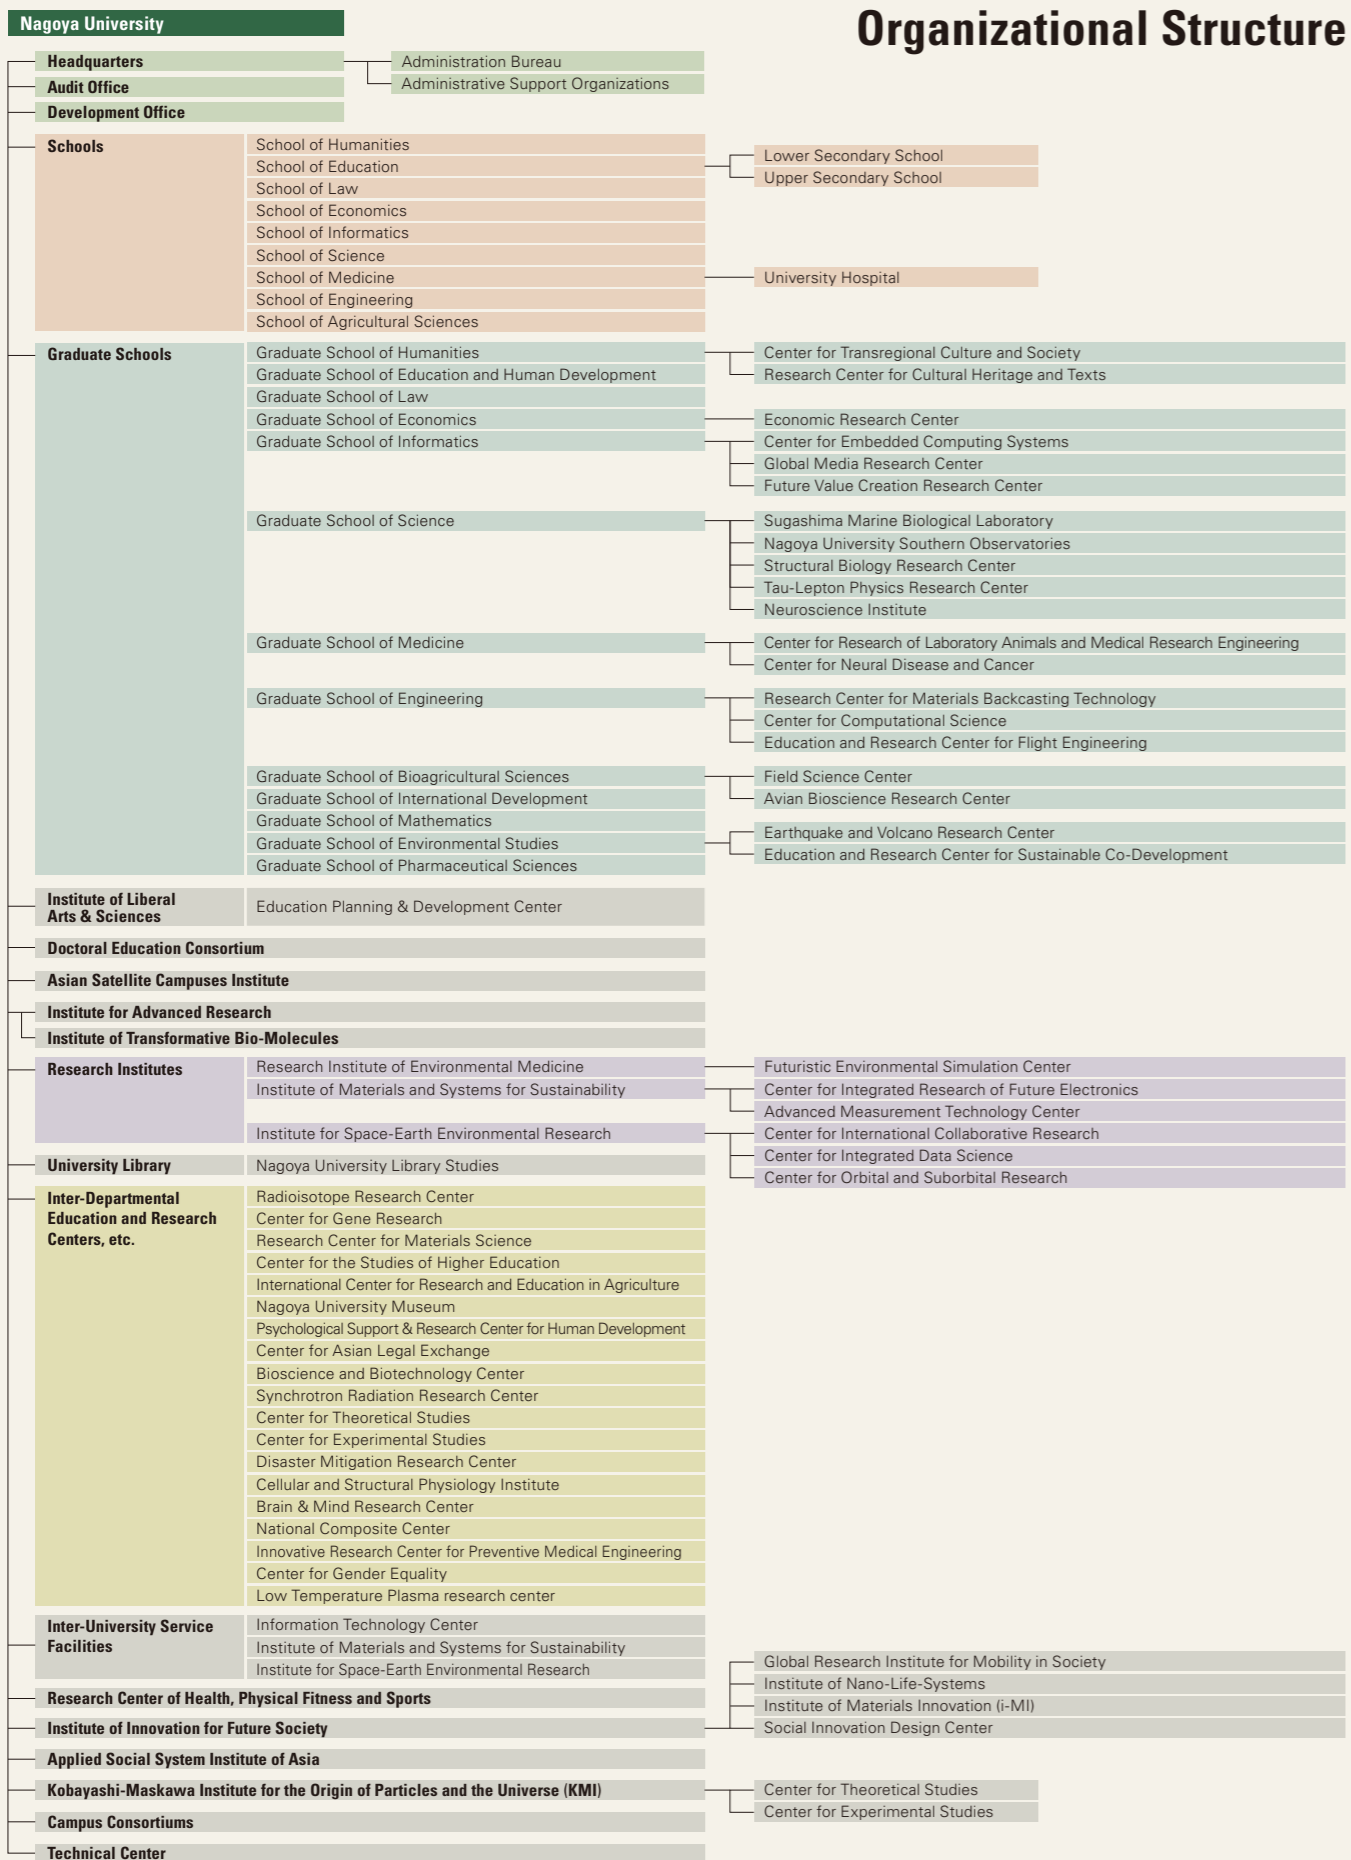 Nagoya University
Organizational Structure
Headquarters
Administration Bureau
Administrative Support Organizations
Audit Office
Development Office
Schools
School of Humanities
School of Education
Lower Secondary School
Upper Secondary School
School of Law
School of Economics
School of Informatics
School of Science
School of Medicine
University Hospital
School of Engineering
School of Agricultural Sciences
Graduate Schools
Graduate School of Humanities
Center for Transregional Culture and Society
Research Center for Cultural Heritage and Texts
Graduate School of Education and Human Development
Graduate School of Law
Graduate School of Economics
Economic Research Center
Graduate School of Informatics
Center for Embedded Computing Systems
Global Media Research Center
Future Value Creation Research Center
Graduate School of Science
Sugashima Marine Biological Laboratory
Nagoya University Southern Observatories
Structural Biology Research Center
Tau-Lepton Physics Research Center
Neuroscience Institute
Graduate School of Medicine
Center for Research of Laboratory Animals and Medical Research Engineering
Center for Neural Disease and Cancer
Graduate School of Engineering
Research Center for Materials Backcasting Technology
Center for Computational Science
Education and Research Center for Flight Engineering
Graduate School of Bioagricultural Sciences
Field Science Center
Avian Bioscience Research Center
Graduate School of International Development
Graduate School of Mathematics
Graduate School of Environmental Studies
Earthquake and Volcano Research Center
Education and Research Center for Sustainable Co-Development
Graduate School of Pharmaceutical Sciences
Institute of Liberal
Arts & Sciences
Education Planning & Development Center
Doctoral Education Consortium
Asian Satellite Campuses Institute
Institute for Advanced Research
Institute of Transformative Bio-Molecules
Research Institutes
Research Institute of Environmental Medicine
Futuristic Environmental Simulation Center
Institute of Materials and Systems for Sustainability
Center for Integrated Research of Future Electronics
Advanced Measurement Technology Center
Institute for Space-Earth Environmental Research
Center for International Collaborative Research
Center for Integrated Data Science
Center for Orbital and Suborbital Research
University Library
Nagoya University Library Studies
Inter-Departmental
Education and Research
Centers, etc.
Radioisotope Research Center
Center for Gene Research
Research Center for Materials Science
Center for the Studies of Higher Education
International Center for Research and Education in Agriculture
Nagoya University Museum
Psychological Support & Research Center for Human Development
Center for Asian Legal Exchange
Bioscience and Biotechnology Center
Synchrotron Radiation Research Center
Center for Theoretical Studies
Center for Experimental Studies
Disaster Mitigation Research Center
Cellular and Structural Physiology Institute
Brain & Mind Research Center
National Composite Center
Innovative Research Center for Preventive Medical Engineering
Center for Gender Equality
Low Temperature Plasma research center
Inter-University Service
Facilities
Information Technology Center
Institute of Materials and Systems for Sustainability
Institute for Space-Earth Environmental Research
Research Center of Health, Physical Fitness and Sports
Institute of Innovation for Future Society
Global Research Institute for Mobility in Society
Institute of Nano-Life-Systems
Institute of Materials Innovation (i-MI)
Social Innovation Design Center
Applied Social System Institute of Asia
Kobayashi-Maskawa Institute for the Origin of Particles and the Universe (KMI)
Center for Theoretical Studies
Center for Experimental Studies
Campus Consortiums
Technical Center